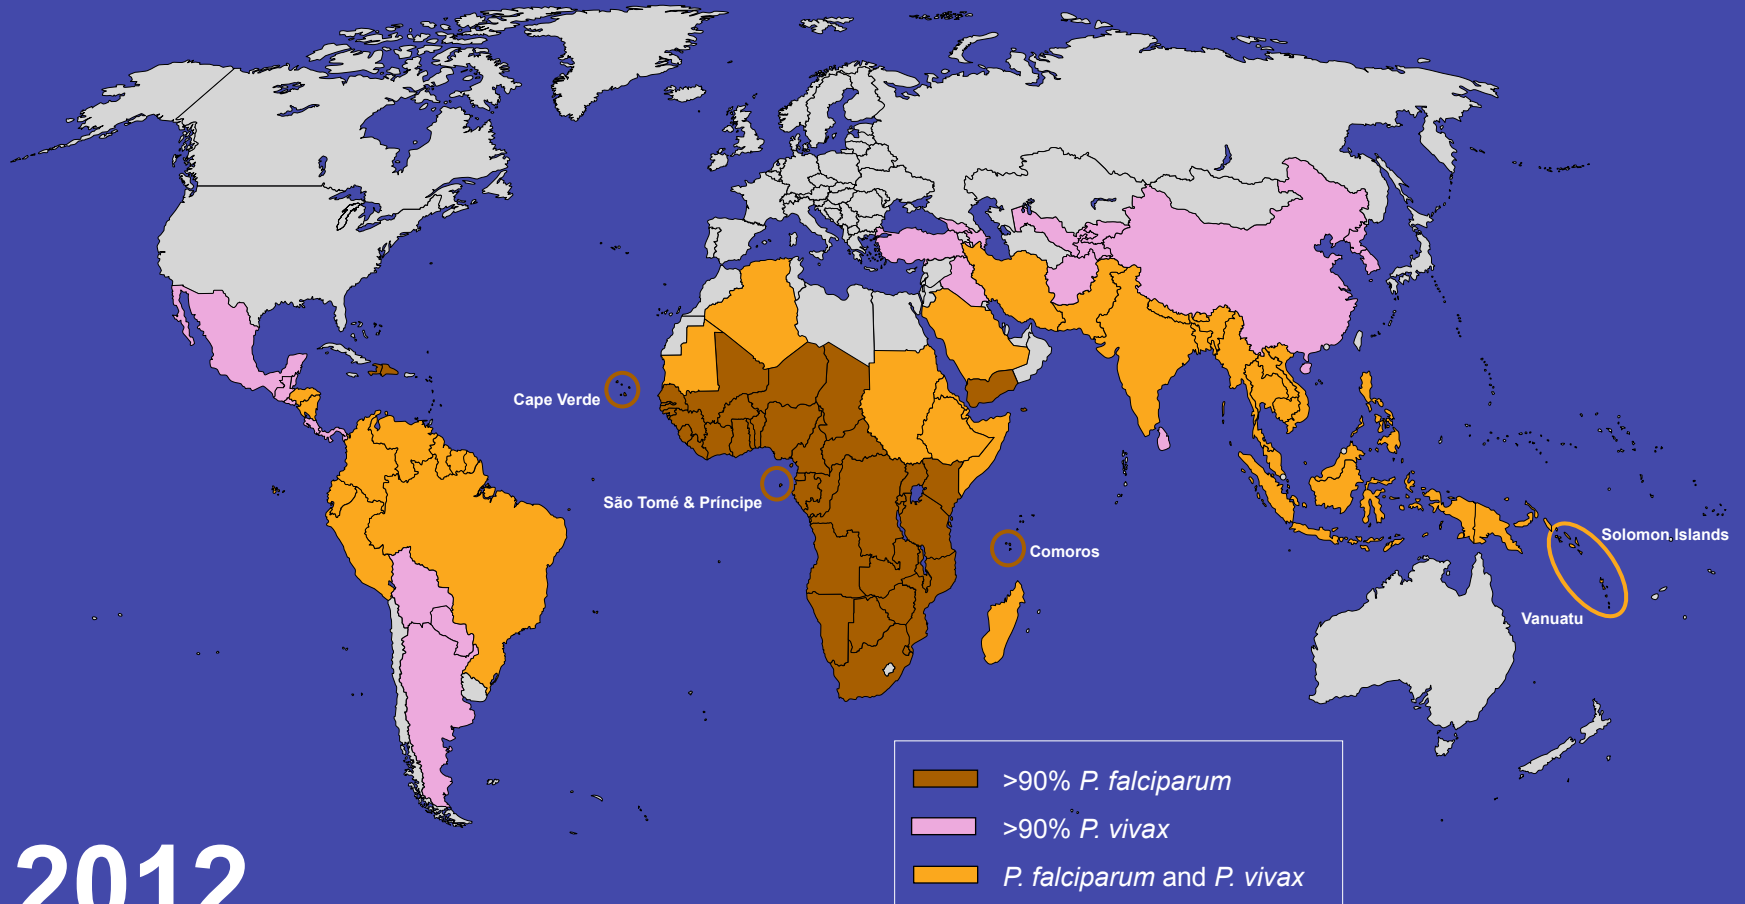 Cape Verde
São Tomé & Príncipe
Comoros
Solomon Islands
Vanuatu
>90% P. falciparum
>90% P. vivax
P. falciparum and P. vivax
2012